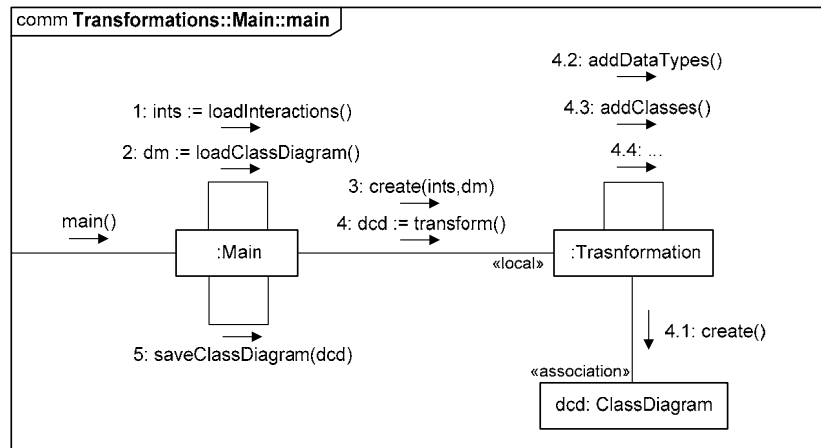 comm Transformations::Main::main
4.2: addDataTypes()
4.3: addClasses()
4.4: ...
1: ints := loadInteractions()
2: dm := loadClassDiagram()
3: create(ints,dm)
4: dcd := transform()
main()
:Main
«local»
:Trasnformation
4.1: create()
5: saveClassDiagram(dcd)
«association»
dcd: ClassDiagram